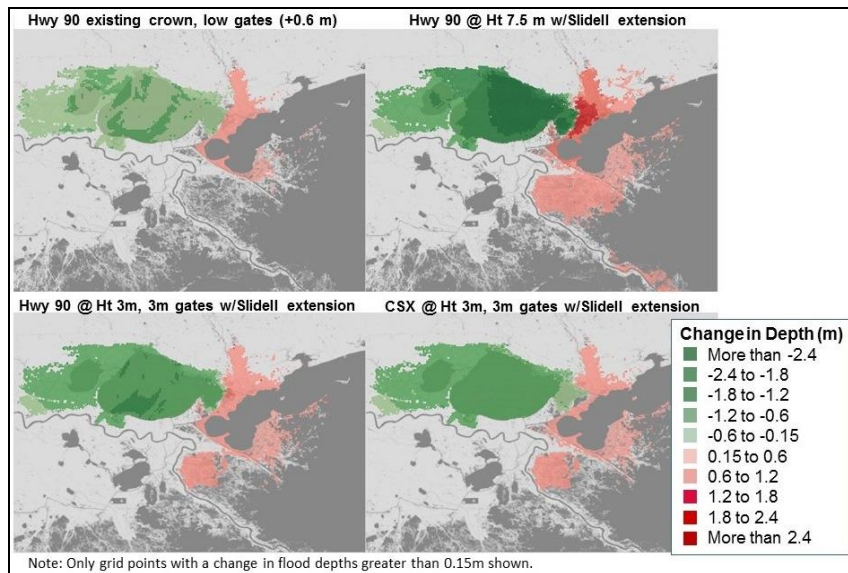 Hwy 90 existing crown, low gates (+0.6 m)
Hwy 90 @ Ht 7.5 m w/Slidell extension
Hwy 90 @ Ht 3m, 3m gates w/Slidell extension
CSX @ Ht 3m, 3m gates w/Slidell extension
Change in Depth (m)
More than -2.4
-2.4 to -1.8
-1.8 to -1.2
-1.2 to -0.6
-0.6 to -0.15
0.15 to 0.6
0.6 to 1.2
1.2 to 1.8
1.8 to 2.4
More than 2.4
Note: Only grid points with a change in flood depths greater than 0.15m shown.